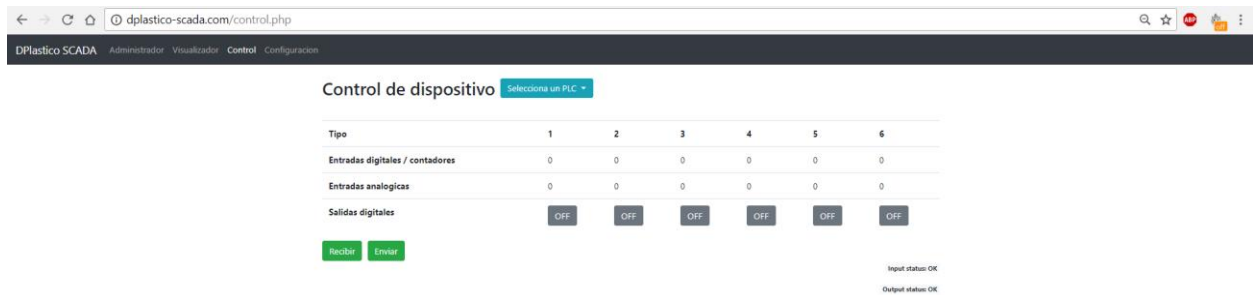 dplastico-scada.com/control.php
ABP
off
DPlastico SCADA Administrador Visualizador Control Configuracion
Control de dispositivo Selecciona un PLC
Tipo 1 2 3 4 5 6
Entradas digitales / contadores 0 0 0 0 0 0
Entradas analogicas 0 0 0 0 0 0
Salidas digitales OFF OFF OFF OFF OFF OFF
Recibir Enviar
Input status: OK
Output status: OK